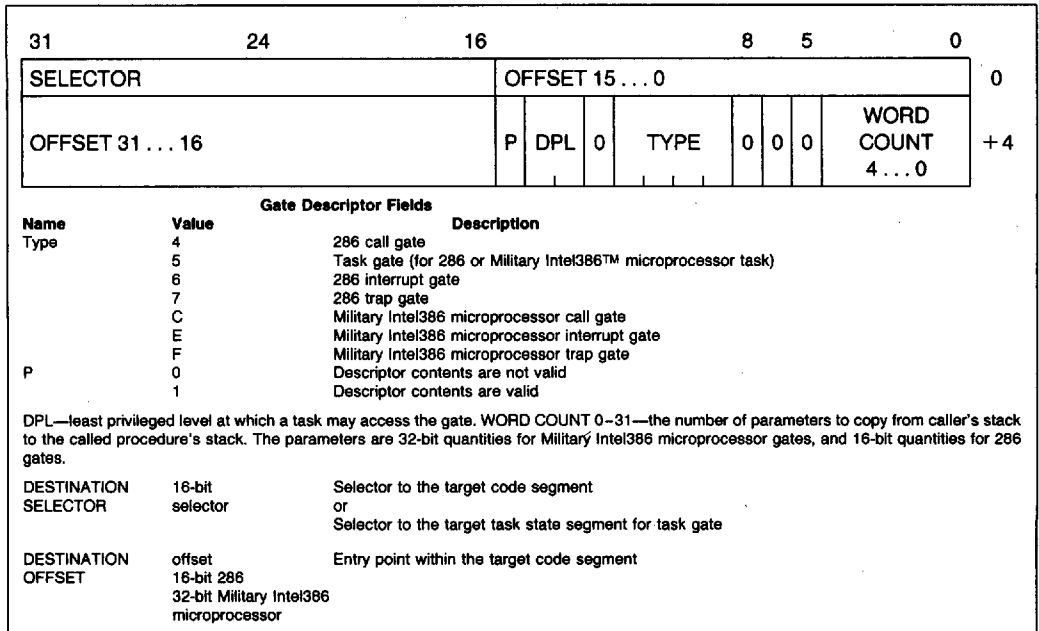 31 24 16 8 5 0
SELECTOR OFFSET 15 . . . 0 0
OFFSET 31 . . . 16 P DPL 0 TYPE 0 0 0 WORD COUNT 4 . . . 0 +4
Gate Descriptor Fields
Name Value Description
Type 4 286 call gate
5 Task gate (for 286 or Military Intel386™ microprocessor task)
6 286 interrupt gate
7 286 trap gate
C Military Intel386 microprocessor call gate
E Military Intel386 microprocessor interrupt gate
F Military Intel386 microprocessor trap gate
P 0 Descriptor contents are not valid
1 Descriptor contents are valid
DPL—least privileged level at which a task may access the gate. WORD COUNT 0–31—the number of parameters to copy from caller's stack
to the called procedure's stack. The parameters are 32-bit quantities for Military Intel386 microprocessor gates, and 16-bit quantities for 286
gates.
DESTINATION 16-bit Selector to the target code segment
SELECTOR selector or
Selector to the target task state segment for task gate
DESTINATION offset Entry point within the target code segment
OFFSET 16-bit 286
32-bit Military Intel386
microprocessor